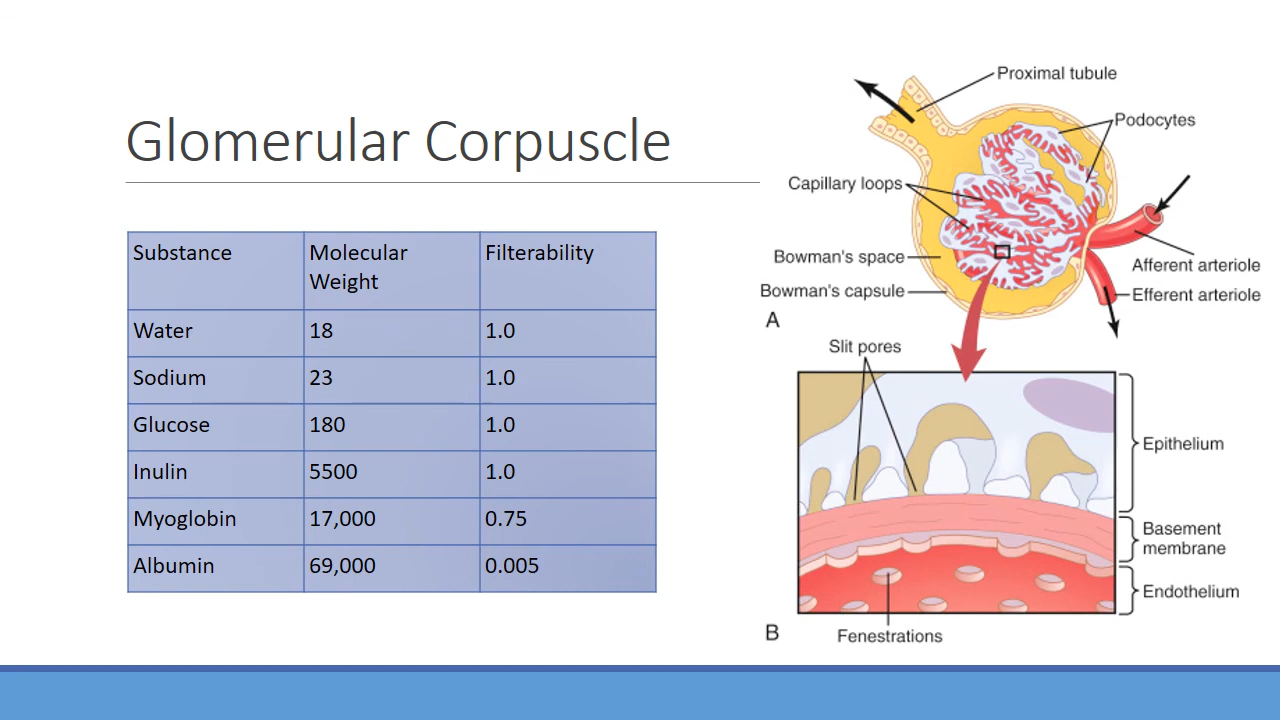 Glomerular Corpuscle
Substance
Molecular
Weight
Filterability
Water
18
1.0
Sodium
23
1.0
Glucose
180
1.0
Inulin
5500
1.0
Myoglobin
17,000
0.75
Albumin
69,000
0.005
Proximal tubule
Podocytes
Capillary loops
Bowman's space
Bowman's capsule
Afferent arteriole
Efferent arteriole
A
Slit pores
Epithelium
Basement
membrane
Endothelium
B
Fenestrations